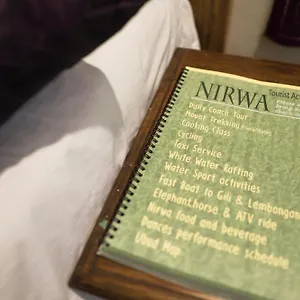 NIRWA
Tourist
Daily Coach Tour
Mount Trekking
Cooking Class
Cycling
Taxi Service
White Water Rafting
Water Sport activities
Fast Boat to Gili & Lembongan
Elephant,horse & ATV ride
Nirwa food and beverage
Dances performance schedule
Ubud Map